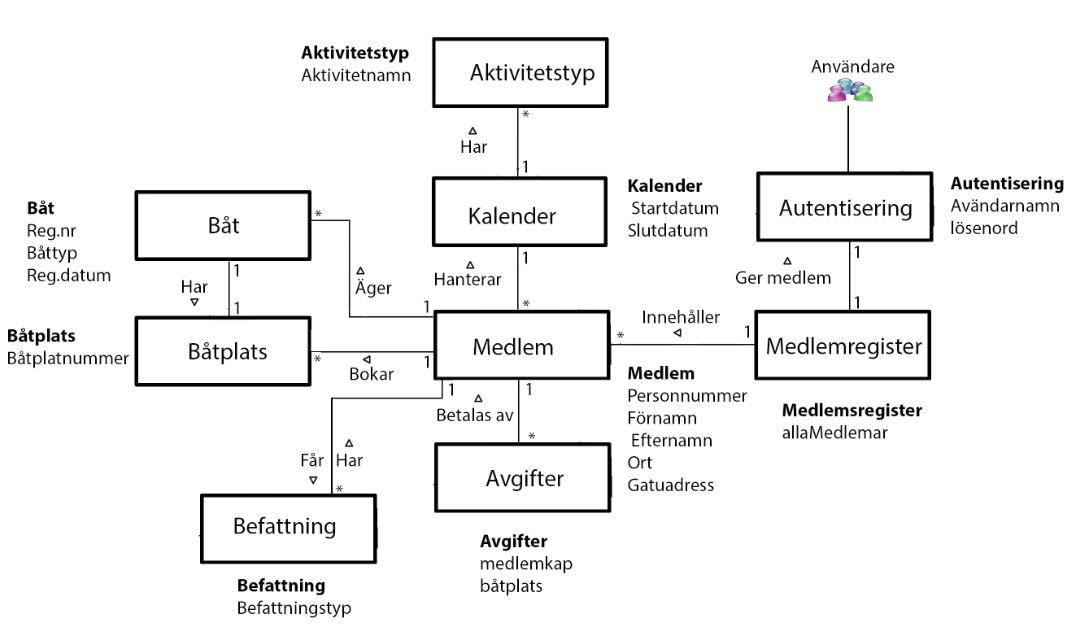 Aktivitetstyp
Aktivitetnamn
Aktivitetstyp
Användare
*
Har
1
Kalender
Kalender
Startdatum
Slutdatum
Autentisering
Autentisering
Avändarnamn
lösenord
Båt
Reg.nr
Båttyp
Reg.datum
Båt
*
1
Har
1
Äger
1
1
Hanterar
*
1
Ger medlem
1
Båtplats
Båtplatnummer
Båtplats
*
Bokar
1
Medlem
*
Innehåller
1
Medlemregister
Medlem
Personnummer
Förnamn
Efternamn
Ort
Gatuadress
Medlemsregister
allaMedlemar
1
Betalas av
1
*
Får
Har
*
Avgifter
Befattning
Avgifter
medlemkap
båtplats
Befattning
Befattningstyp